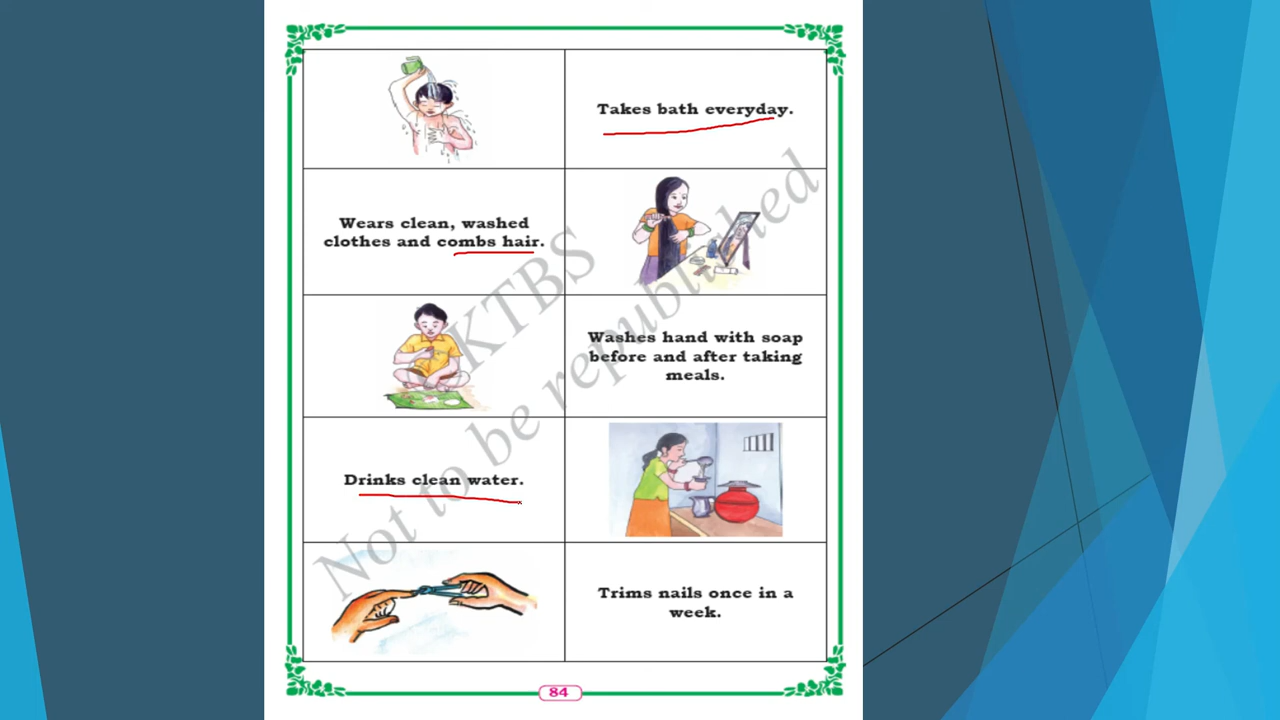 Takes bath everyday.
Wears clean, washed
clothes and combs hair.
Washes hand with soap
before and after taking
meals.
Drinks clean water.
Trims nails once in a
week.
KTBS
Not to be republished
84